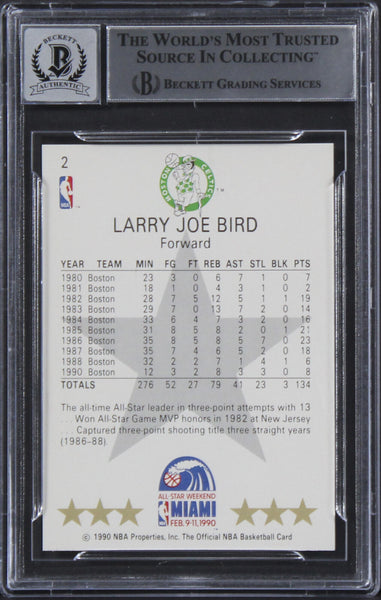 BECKETT
B
AUTHENTIC
THE WORLD'S MOST TRUSTED
SOURCE IN COLLECTING™
B BECKETT GRADING SERVICES
2
BOSTON CELTICS
NBA
LARRY JOE BIRD
Forward
YEAR TEAM MIN FG FT REB AST STL BLK PTS
1980 Boston 23 3 0 6 7 1 0 7
1981 Boston 18 1 0 4 3 1 0 2
1982 Boston 28 7 5 12 5 1 1 19
1983 Boston 29 7 0 13 7 2 0 14
1984 Boston 33 6 4 7 3 2 0 16
1985 Boston 31 8 5 8 2 0 1 21
1986 Boston 35 8 5 8 5 7 0 23
1987 Boston 35 7 4 6 5 2 0 18
1988 Boston 32 2 2 7 1 4 1 6
1990 Boston 12 3 2 8 3 3 0 8
TOTALS 276 52 27 79 41 23 3 134
The all-time All-Star leader in three-point attempts with 13
. . . Won All-Star Game MVP honors in 1982 at New Jersey
. . . Captured three-point shooting title three straight years
(1986-88).
ALL-STAR WEEKEND
NBA MIAMI
FEB. 9-11, 1990
© 1990 NBA Properties, Inc. The Official NBA Basketball Card